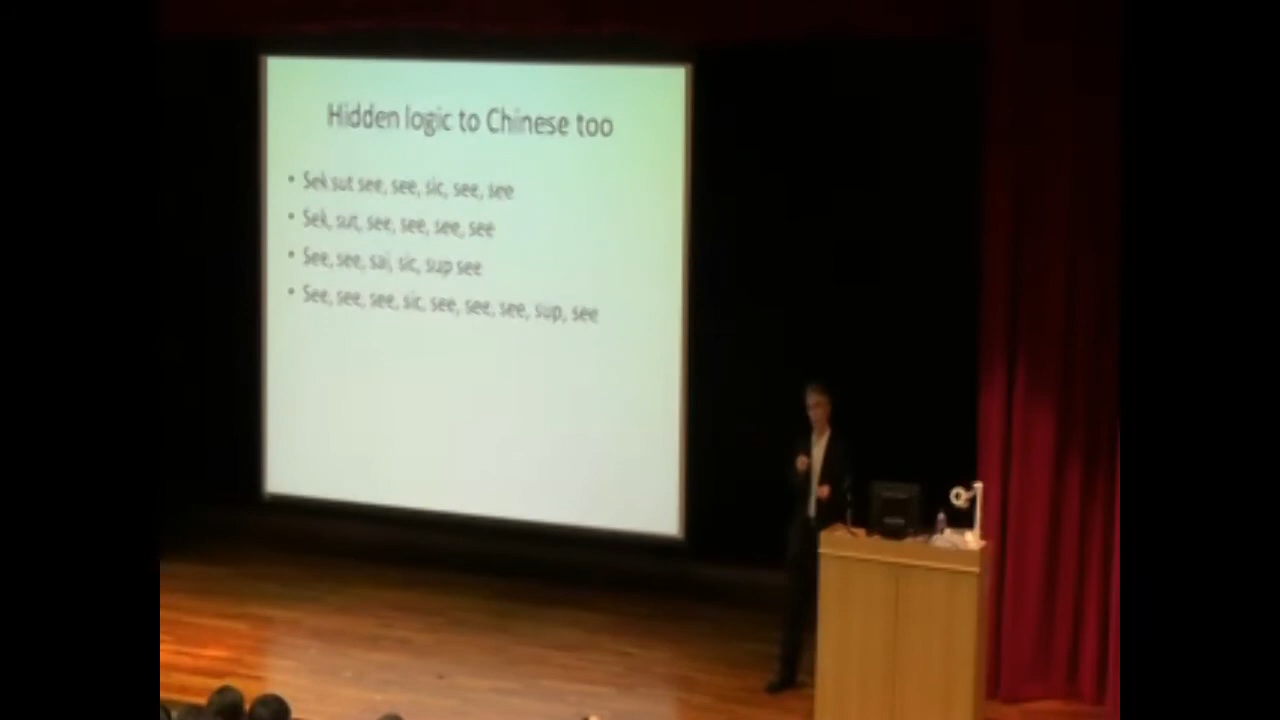 Hidden logic to Chinese too
• Sek sut see, see, sic, see, see
• Sek, sut, see, see, see, see
• See, see, sai, sic, sup see
• See, see, see, sic, see, see, see, sup, see